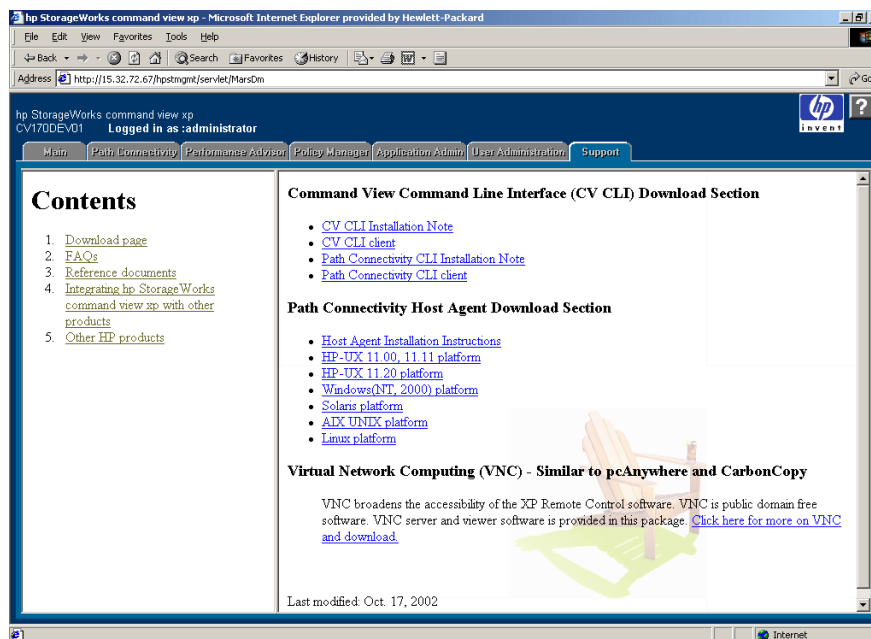 hp StorageWorks command view xp - Microsoft Internet Explorer provided by Hewlett-Packard
File Edit View Favorites Tools Help
Back Search Favorites History
Address http://15.32.72.67/hpstmgmt/servlet/MarsDm Go
hp StorageWorks command view xp
CV170DEV01 Logged in as :administrator
hp
invent
?
Main Path Connectivity Performance Advisor Policy Manager Application Admin User Administration Support
Contents
1. Download page
2. FAQs
3. Reference documents
4. Integrating hp StorageWorks
command view xp with other
products
5. Other HP products
Command View Command Line Interface (CV CLI) Download Section
• CV CLI Installation Note
• CV CLI client
• Path Connectivity CLI Installation Note
• Path Connectivity CLI client
Path Connectivity Host Agent Download Section
• Host Agent Installation Instructions
• HP-UX 11.00, 11.11 platform
• HP-UX 11.20 platform
• Windows(NT, 2000) platform
• Solaris platform
• AIX UNIX platform
• Linux platform
Virtual Network Computing (VNC) - Similar to pcAnywhere and CarbonCopy
VNC broadens the accessibility of the XP Remote Control software. VNC is public domain free
software. VNC server and viewer software is provided in this package. Click here for more on VNC
and download.
Last modified: Oct. 17, 2002
Internet